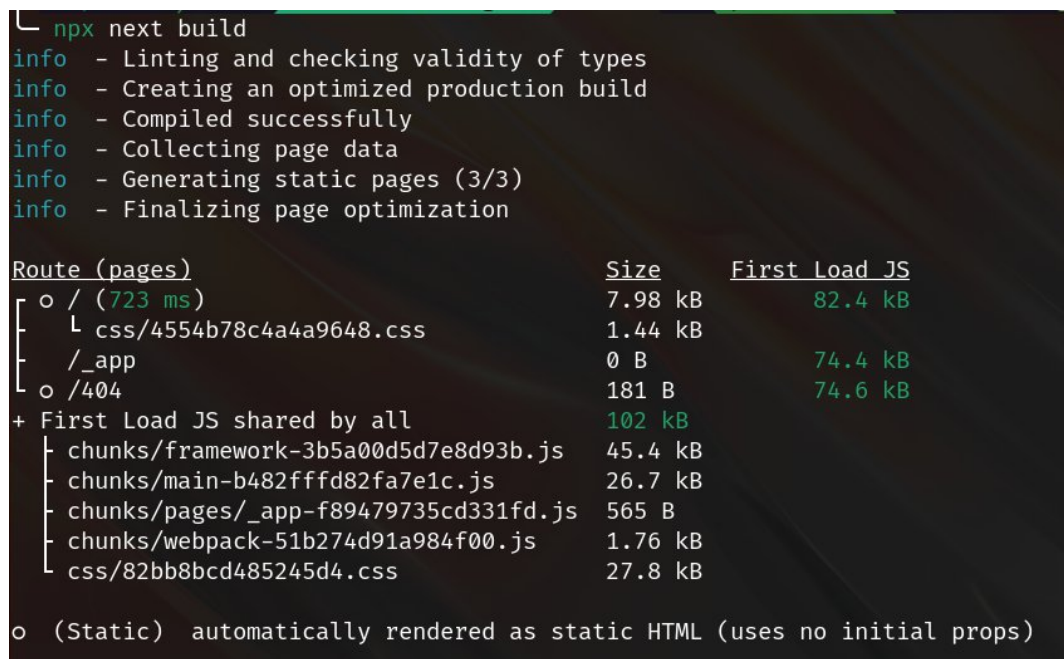 ╰─ npx next build
info  - Linting and checking validity of types
info  - Creating an optimized production build
info  - Compiled successfully
info  - Collecting page data
info  - Generating static pages (3/3)
info  - Finalizing page optimization

Route (pages)                              Size     First Load JS
┌ ○ / (723 ms)                             7.98 kB        82.4 kB
├   └ css/4554b78c4a4a9648.css             1.44 kB
├   /_app                                  0 B            74.4 kB
└ ○ /404                                   181 B          74.6 kB
+ First Load JS shared by all              102 kB
  ├ chunks/framework-3b5a00d5d7e8d93b.js   45.4 kB
  ├ chunks/main-b482fffd82fa7e1c.js        26.7 kB
  ├ chunks/pages/_app-f89479735cd331fd.js  565 B
  ├ chunks/webpack-51b274d91a984f00.js     1.76 kB
  └ css/82bb8bcd485245d4.css               27.8 kB

○  (Static)  automatically rendered as static HTML (uses no initial props)